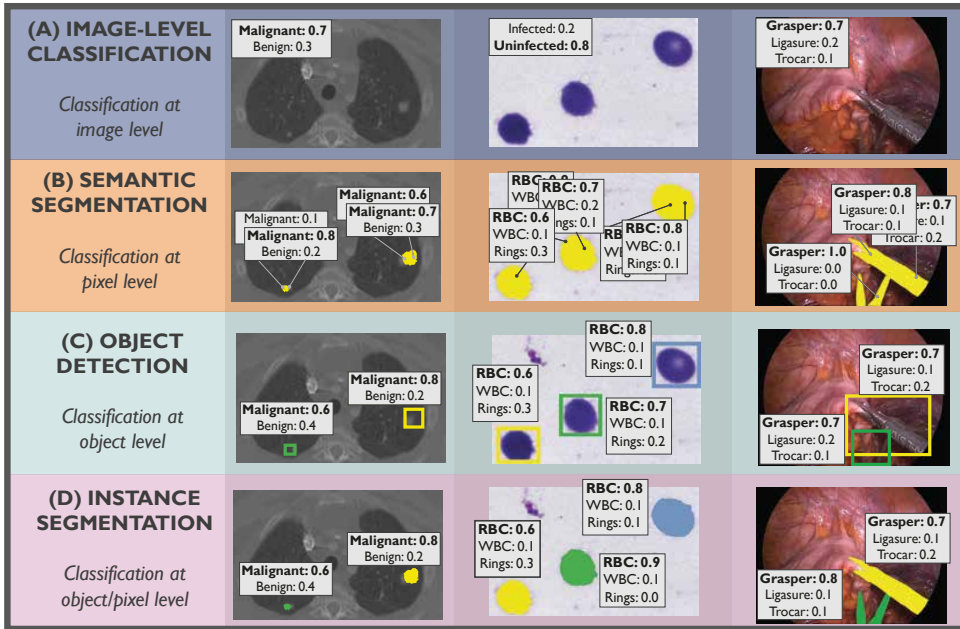 (A) IMAGE-LEVEL
CLASSIFICATION
Classification at
image level
Malignant: 0.7
Benign: 0.3
Infected: 0.2
Uninfected: 0.8
Grasper: 0.7
Ligasure: 0.2
Trocar: 0.1
(B) SEMANTIC
SEGMENTATION
Classification at
pixel level
Malignant: 0.6
Malignant: 0.7
Benign: 0.3
Malignant: 0.1
Malignant: 0.8
Benign: 0.2
RBC: 0.7
WBC: 0.2
Rings: 0.1
RBC: 0.6
WBC: 0.1
Rings: 0.3
RBC: 0.8
WBC: 0.1
Rings: 0.1
Grasper: 0.8
Ligasure: 0.1
Trocar: 0.1
0.7
0.1
Trocar: 0.2
Grasper: 1.0
Ligasure: 0.0
Trocar: 0.0
(C) OBJECT
DETECTION
Classification at
object level
Malignant: 0.8
Benign: 0.2
Malignant: 0.6
Benign: 0.4
RBC: 0.8
WBC: 0.1
Rings: 0.1
RBC: 0.6
WBC: 0.1
Rings: 0.3
RBC: 0.7
WBC: 0.1
Rings: 0.2
Grasper: 0.7
Ligasure: 0.1
Trocar: 0.2
Grasper: 0.7
Ligasure: 0.2
Trocar: 0.1
(D) INSTANCE
SEGMENTATION
Classification at
object/pixel level
Malignant: 0.8
Benign: 0.2
Malignant: 0.6
Benign: 0.4
RBC: 0.8
WBC: 0.1
Rings: 0.1
RBC: 0.6
WBC: 0.1
Rings: 0.3
RBC: 0.9
WBC: 0.1
Rings: 0.0
Grasper: 0.7
Ligasure: 0.1
Trocar: 0.2
Grasper: 0.8
Ligasure: 0.1
Trocar: 0.1